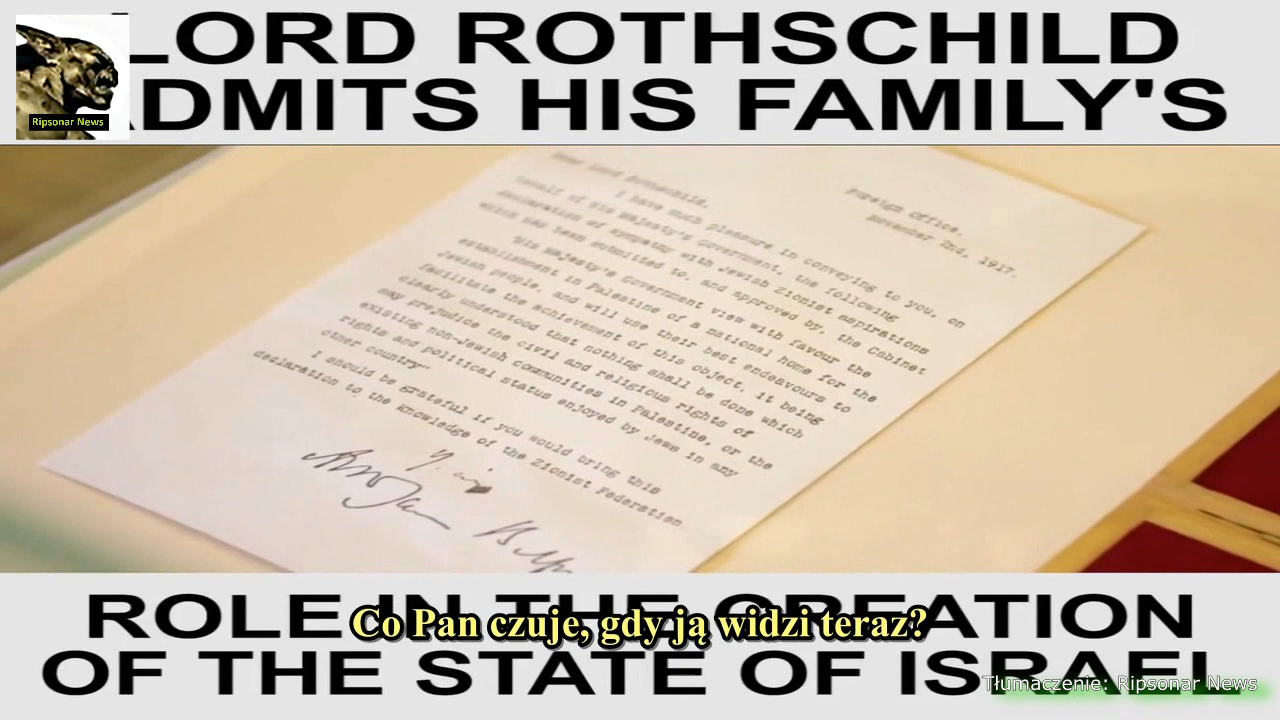 LORD ROTHSCHILD
ADMITS HIS FAMILY'S
Ripsonar News
Foreign Office,
November 2nd, 1917.
Dear Lord Rothschild,
I have much pleasure in conveying to you, on
behalf of His Majesty's Government, the following
declaration of sympathy with Jewish Zionist aspirations
which has been submitted to, and approved by, the Cabinet
"His Majesty's Government view with favour the
establishment in Palestine of a national home for the
Jewish people, and will use their best endeavours to
facilitate the achievement of this object, it being
clearly understood that nothing shall be done which
may prejudice the civil and religious rights of
existing non-Jewish communities in Palestine, or the
rights and political status enjoyed by Jews in any
other country"
I should be grateful if you would bring this
declaration to the knowledge of the Zionist Federation.
ROLE IN THE CREATION
Co Pan czuje, gdy ją widzi teraz?
OF THE STATE OF ISRAEL
Tłumaczenie: Ripsonar News